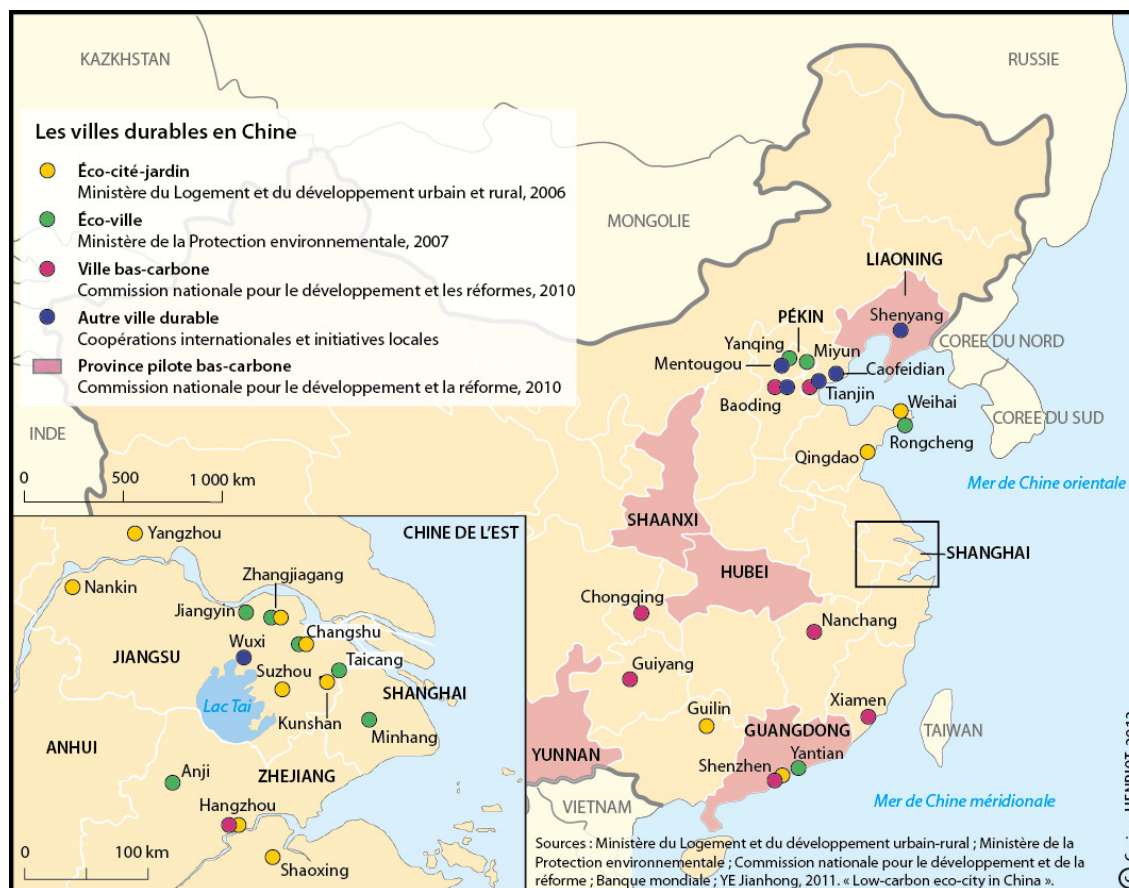 KAZKHSTAN
RUSSIE
Les villes durables en Chine
Éco-cité-jardin
Ministère du Logement et du développement urbain et rural, 2006
Éco-ville
Ministère de la Protection environnementale, 2007
Ville bas-carbone
Commission nationale pour le développement et les réformes, 2010
Autre ville durable
Coopérations internationales et initiatives locales
Province pilote bas-carbone
Commission nationale pour le développement et la réforme, 2010
MONGOLIE
LIAONING
Shenyang
PÉKIN
Yanqing
Miyun
Mentougou
Caofeidian
Baoding
Tianjin
COREE DU NORD
Weihai
COREE DU SUD
Rongcheng
Qingdao
INDE
0 500 1 000 km
Mer de Chine orientale
SHAANXI
HUBEI
SHANGHAI
Chongqing
Nanchang
Guiyang
Xiamen
Guilin
GUANGDONG
TAIWAN
YUNNAN
Yantian
Shenzhen
VIETNAM
Mer de Chine méridionale
CHINE DE L'EST
Yangzhou
Nankin
Zhangjiagang
Jiangyin
Changshu
Wuxi
JIANGSU
Suzhou
Taicang
SHANGHAI
Lac Tai
Kunshan
Minhang
ANHUI
ZHEJIANG
Anji
Hangzhou
Shaoxing
0 100 km
Sources : Ministère du Logement et du développement urbain-rural ; Ministère de la
Protection environnementale ; Commission nationale pour le développement et de la
réforme ; Banque mondiale ; YE Jianhong, 2011. « Low-carbon eco-city in China ».
©
HENRIOT 2013